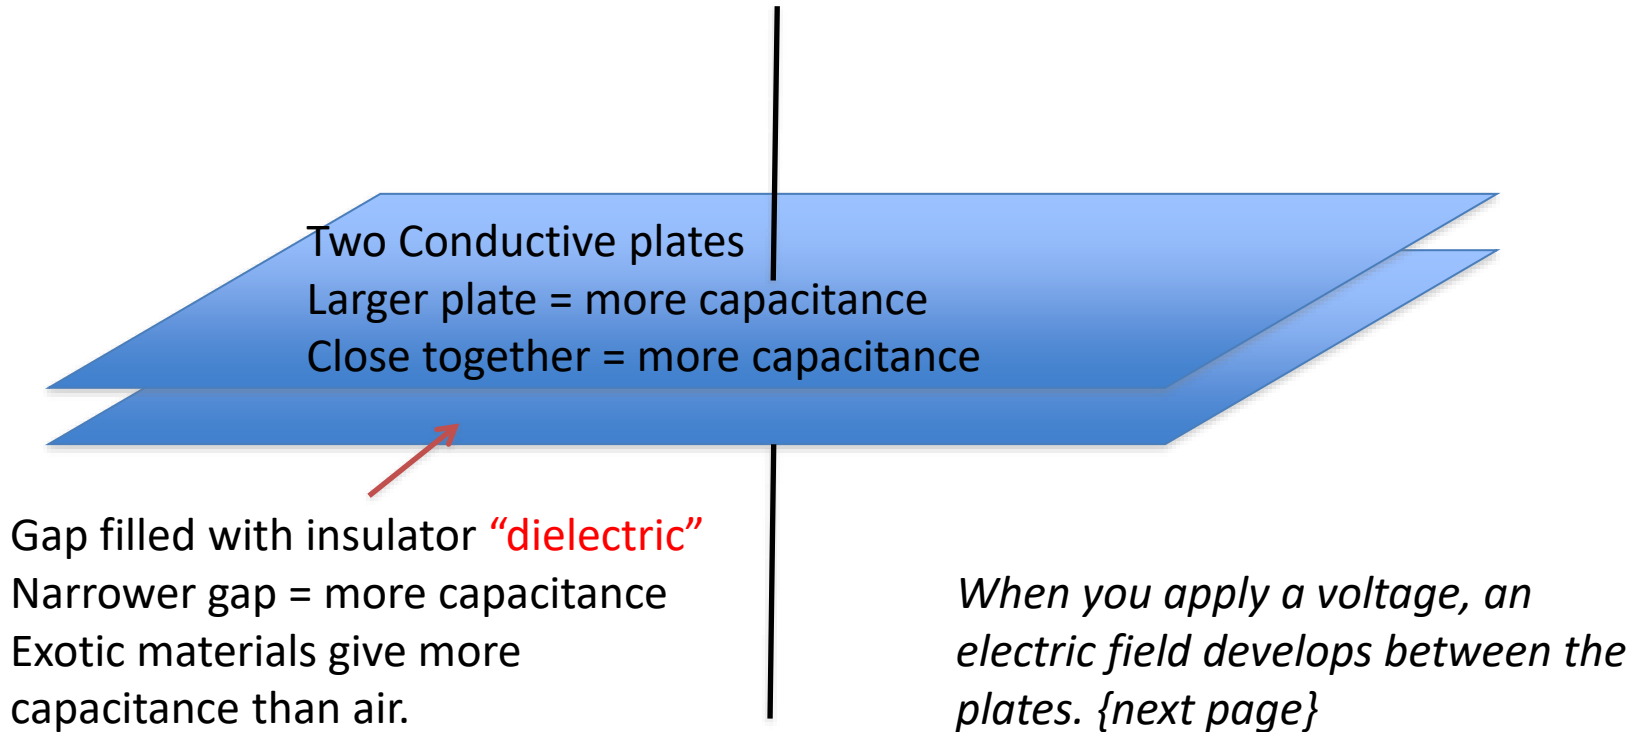 Two Conductive plates
Larger plate = more capacitance
Close together = more capacitance
Gap filled with insulator “dielectric”
Narrower gap = more capacitance
Exotic materials give more
capacitance than air.
When you apply a voltage, an
electric field develops between the
plates. {next page}